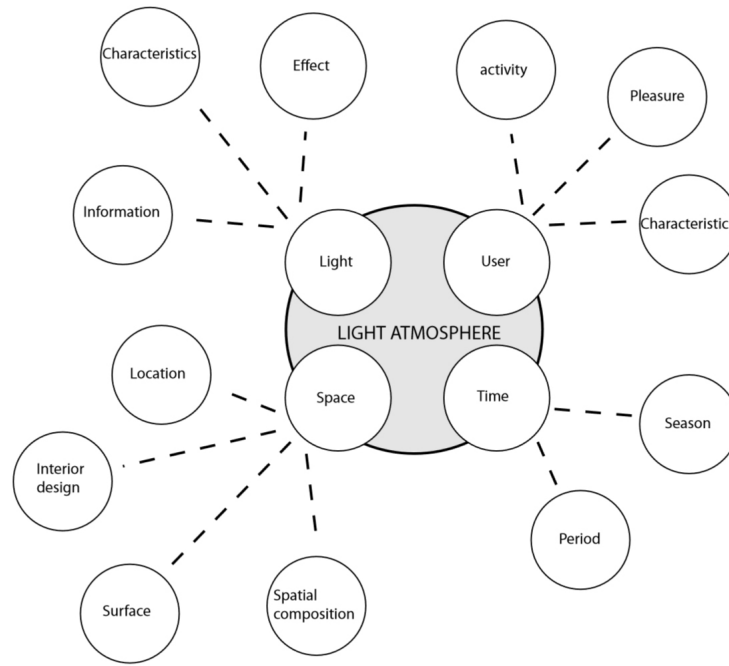 Characteristics
Effect
activity
Pleasure
Information
Characteristic
Light
User
LIGHT ATMOSPHERE
Location
Space
Time
Season
Interior
design
Period
Surface
Spatial
composition